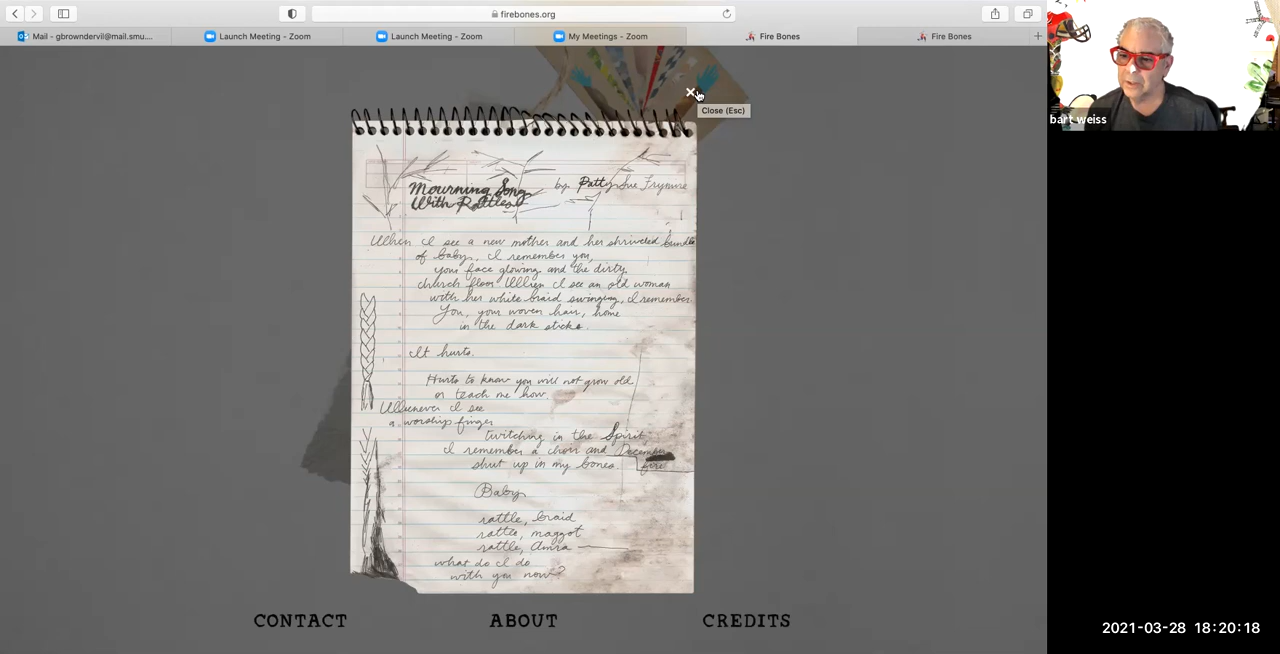 firebones.org
Mail - gbrowndervil@mail.smu....
Launch Meeting - Zoom
Launch Meeting - Zoom
My Meetings - Zoom
Fire Bones
Fire Bones
bart weiss
Close (Esc)
Mourning Song
With Rattles
by Patty Sue Frymire
When I see a new mother and her shriveled bundle
of baby, I remember you,
your face glowing and the dirty
church floor When I see an old woman
with her white braid swinging, I remember
You, your woven hair, home
in the dark sticks.
It hurts.
Hurts to know you will not grow old
or teach me how.
Whenever I see
a worship finger
twitching in the Spirit,
I remember a choir and December
shut up in my bones. fire
Baby
rattle, braid
rattle, maggot
rattle, Amra
what do I do
with you now?
CONTACT
ABOUT
CREDITS
2021-03-28 18:20:18